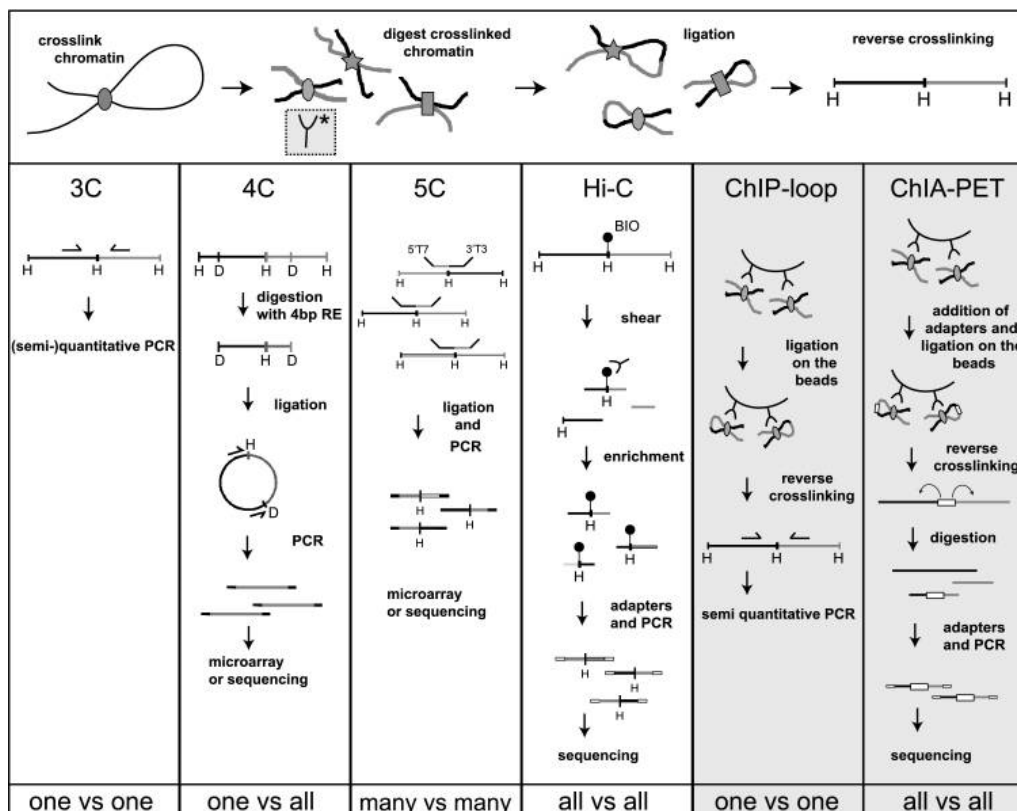 crosslink
chromatin
digest crosslinked
chromatin
*
ligation
reverse crosslinking
H H H
3C
H H H
(semi-)quantitative PCR
one vs one
4C
H D H D H
digestion
with 4bp RE
D H D
ligation
H
D
PCR
microarray
or sequencing
one vs all
5C
5'T7 3'T3
H H H
H H H
H H H
ligation
and
PCR
H
H
H
microarray
or sequencing
many vs many
Hi-C
BIO
H H H
shear
H
H
enrichment
H
H
H
adapters
and PCR
H
H
H
sequencing
all vs all
ChIP-loop
ligation
on the
beads
reverse
crosslinking
H H H
semi quantitative PCR
one vs one
ChIA-PET
addition of
adapters and
ligation on the
beads
reverse
crosslinking
digestion
adapters
and PCR
sequencing
all vs all